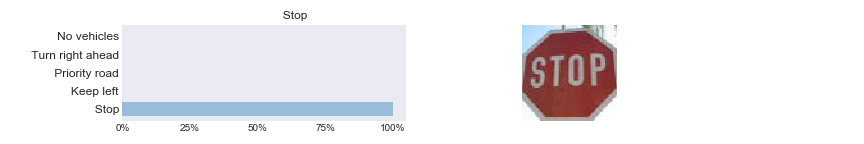 Stop
No vehicles
Turn right ahead
Priority road
Keep left
Stop
0% 25% 50% 75% 100%
STOP